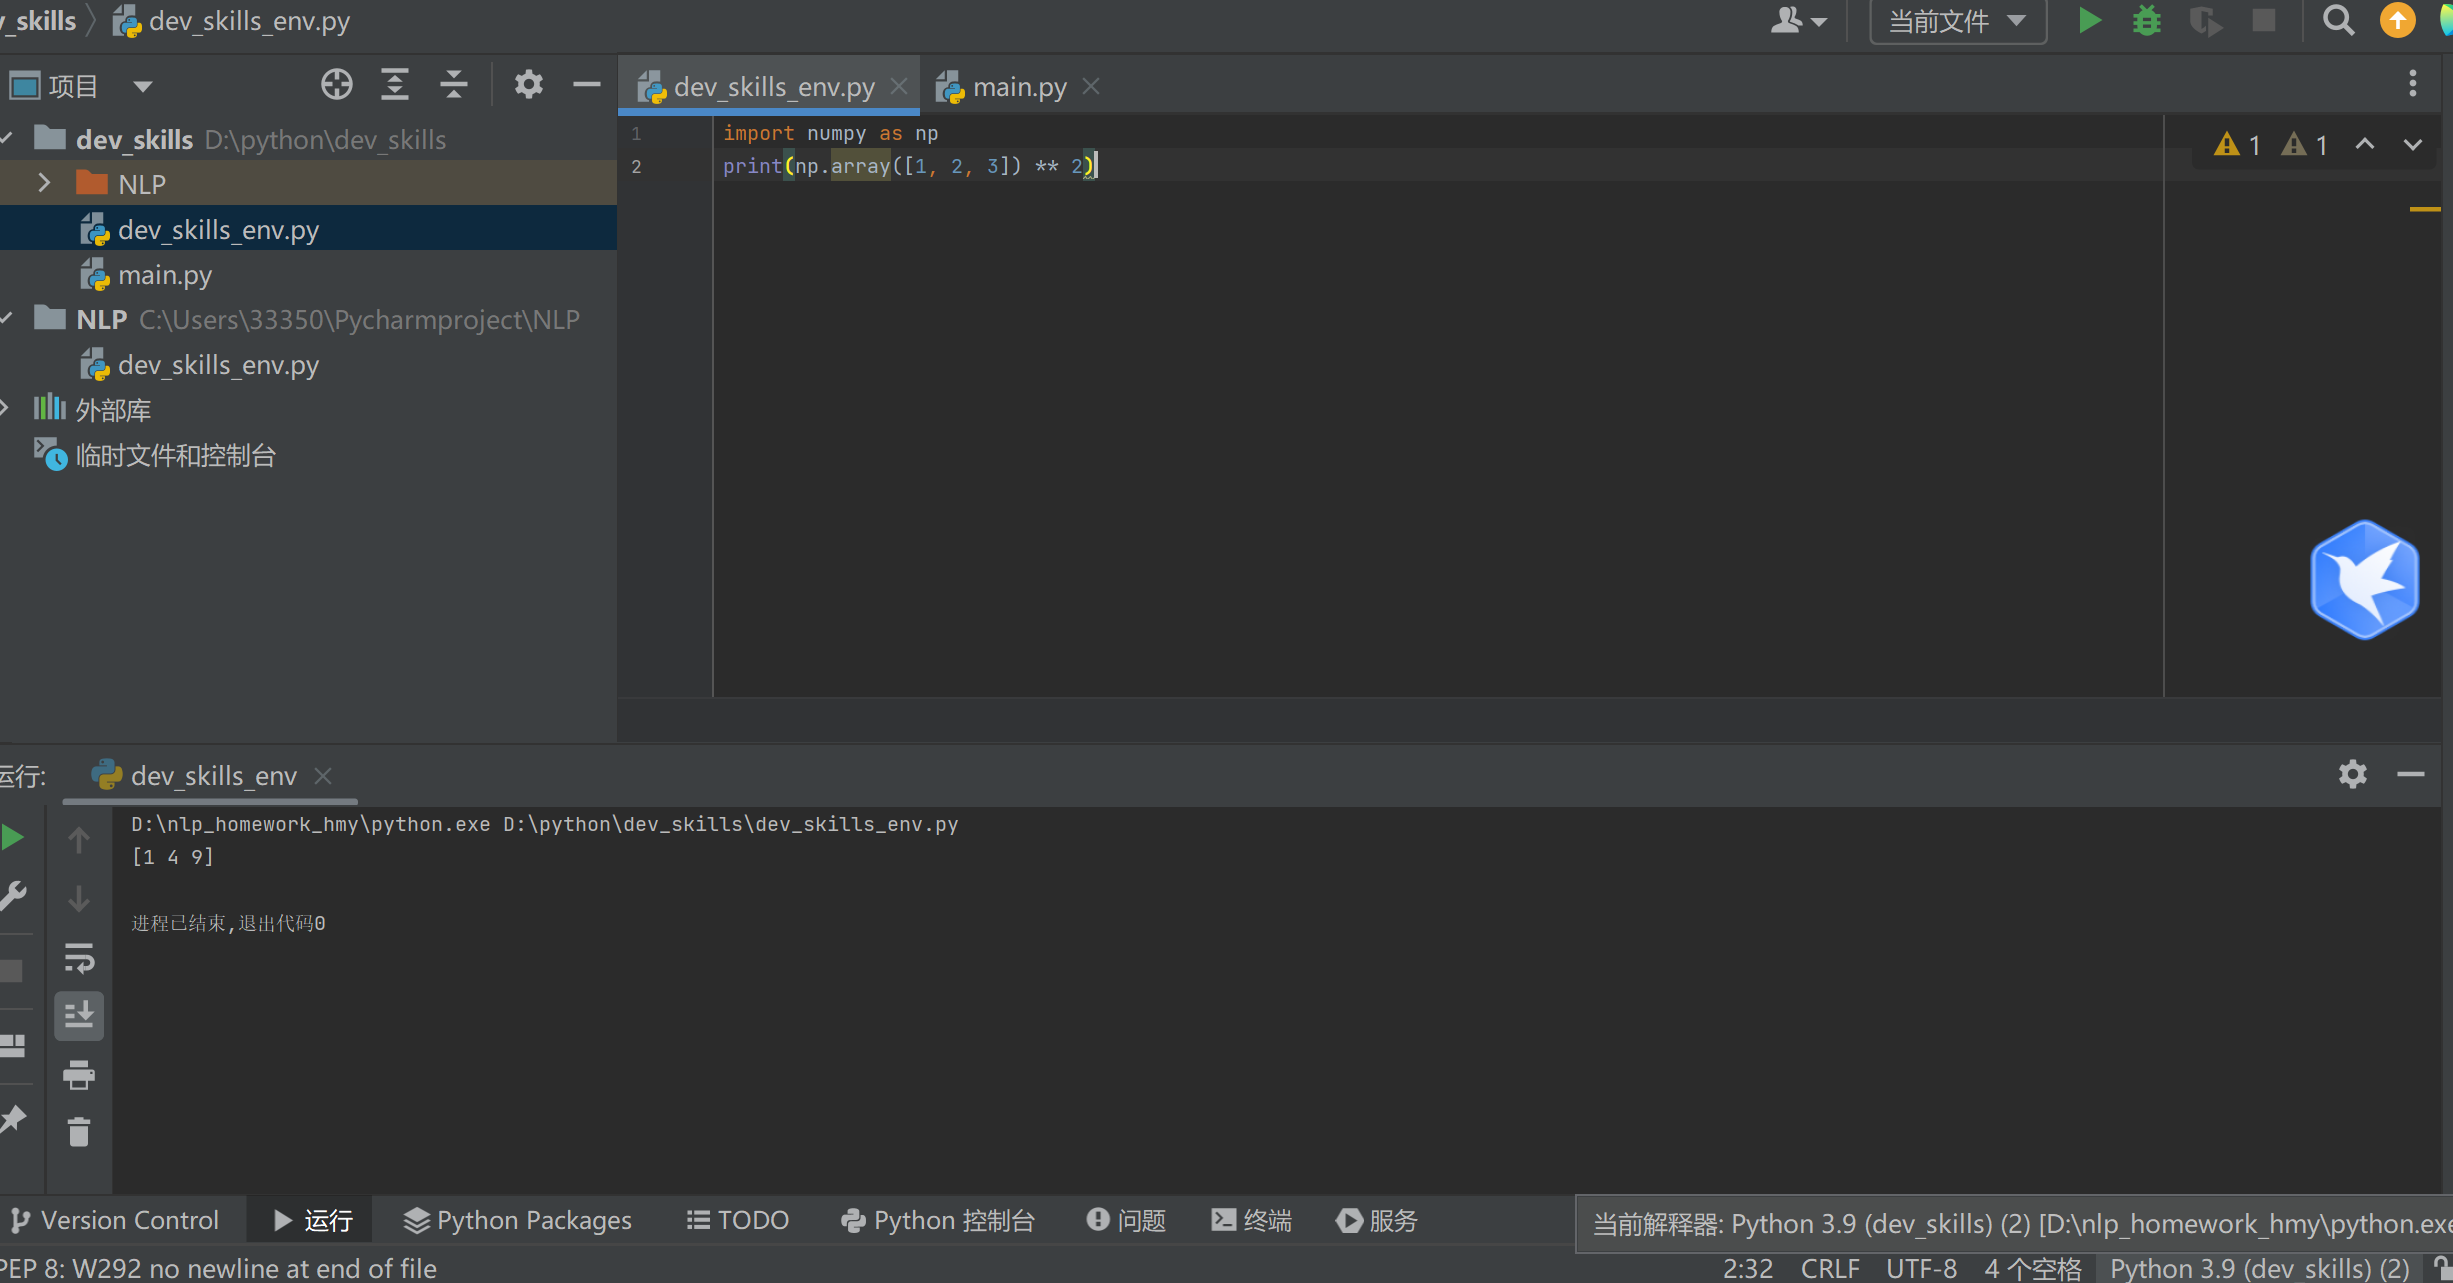 _skills dev_skills_env.py 当前文件
项目
dev_skills_env.py main.py
dev_skills D:\python\dev_skills
NLP
dev_skills_env.py
main.py
NLP C:\Users\33350\Pycharmproject\NLP
dev_skills_env.py
外部库
临时文件和控制台
1 import numpy as np
2 print(np.array([1, 2, 3]) ** 2)
1 1
运行: dev_skills_env
D:\nlp_homework_hmy\python.exe D:\python\dev_skills\dev_skills_env.py
[1 4 9]
进程已结束,退出代码0
Version Control 运行 Python Packages TODO Python 控制台 问题 终端 服务
当前解释器: Python 3.9 (dev_skills) (2) [D:\nlp_homework_hmy\python.exe
PEP 8: W292 no newline at end of file 2:32 CRLF UTF-8 4 个空格 Python 3.9 (dev_skills) (2)